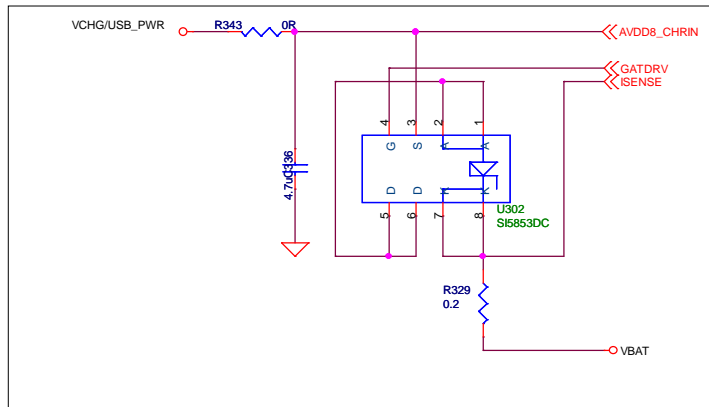 VCHG/USB_PWR
R343
0R
AVDD8_CHRIN
GATDRV
ISENSE
4
3
2
1
G
S
A
A
4.7u
C336
D
D
K
K
5
6
7
8
U302
SI5853DC
R329
0.2
VBAT